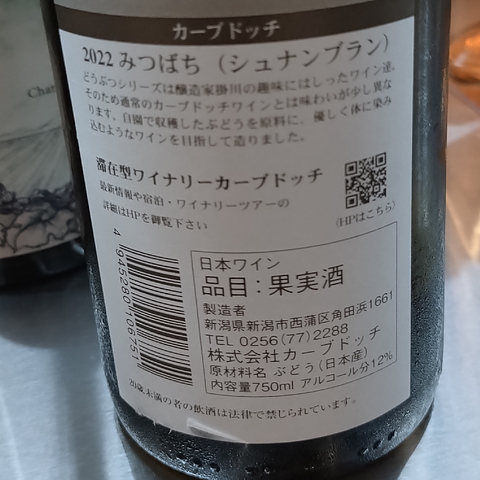 カーブドッチ
2022 みつばち（シュナンブラン）
どうぶつシリーズは醸造家掛川の趣味にはしったワイン達。
そのため通常のカーブドッチワインとは味わいが少し異な
ります。自園で収穫したぶどうを原料に、優しく体に染み
込むようなワインを目指して造りました。
滞在型ワイナリーカーブドッチ
最新情報や宿泊・ワイナリーツアーの
詳細はHPを御覧下さい
(HPはこちら)
日本ワイン
品目：果実酒
製造者
新潟県新潟市西蒲区角田浜1661
TEL 0256(77)2288
株式会社カーブドッチ
原材料名 ぶどう(日本産)
内容量750ml アルコール分12%
4 945280 106751
20歳未満の者の飲酒は法律で禁じられています。